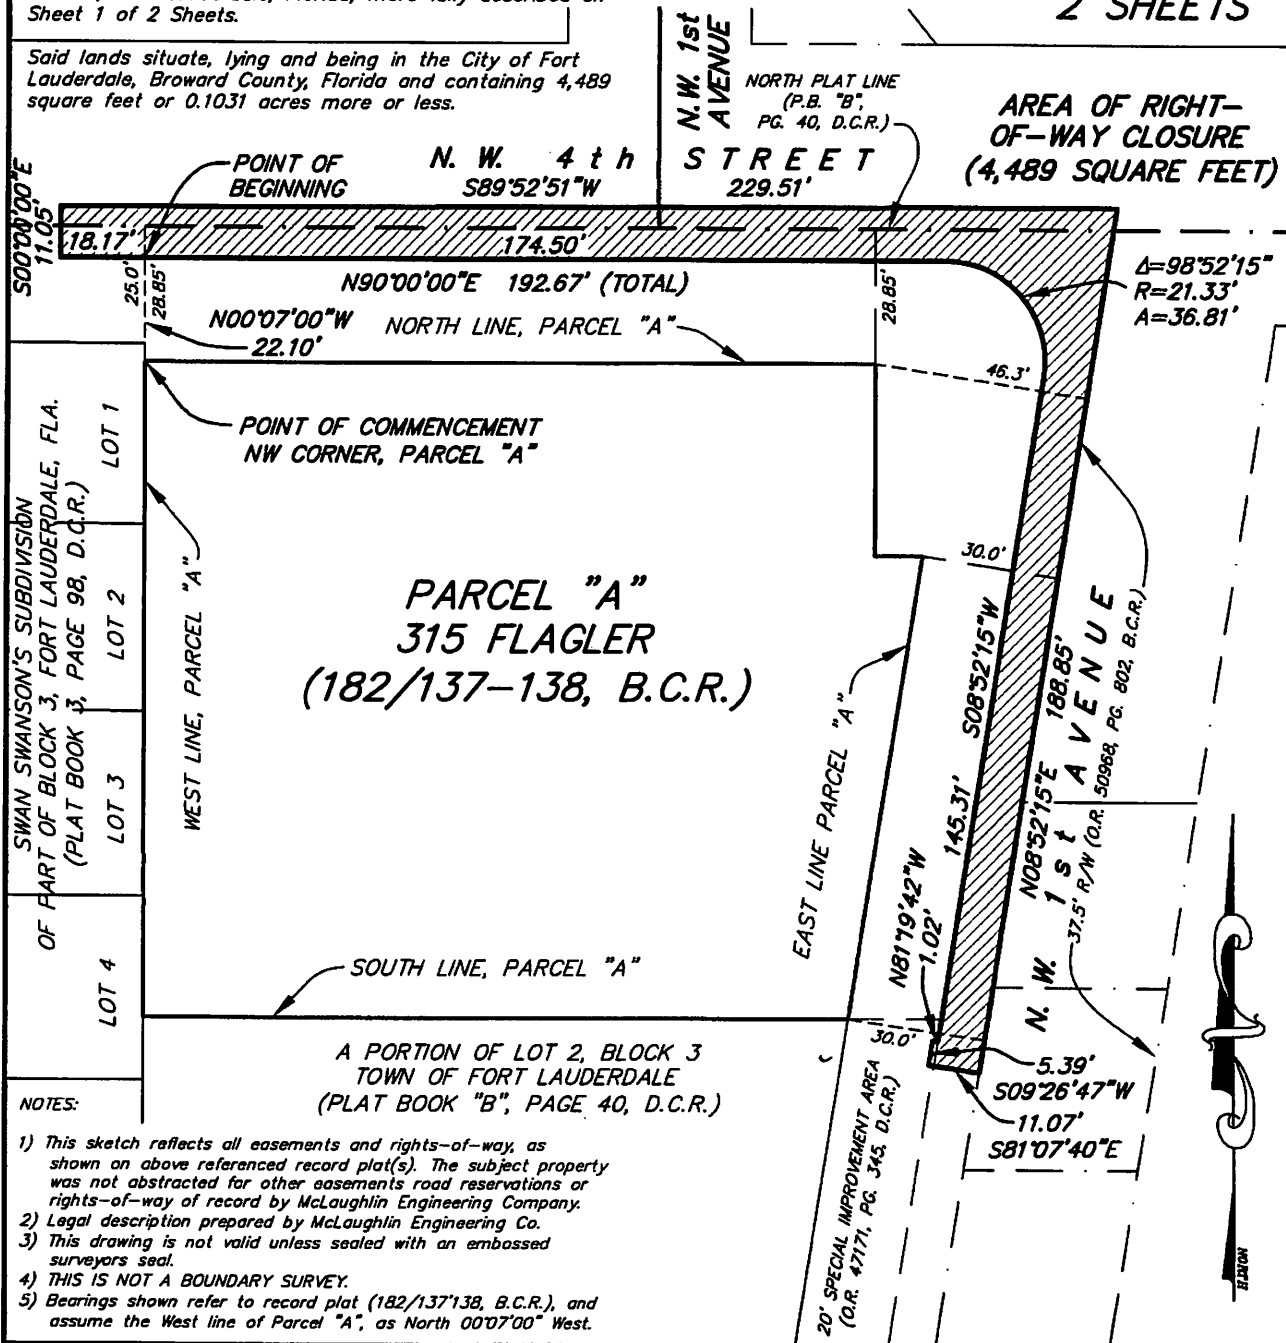 Sheet 1 of 2 Sheets.
2 SHEETS
Said lands situate, lying and being in the City of Fort
Lauderdale, Broward County, Florida and containing 4,489
square feet or 0.1031 acres more or less.
N.W. 1st
AVENUE
NORTH PLAT LINE
(P.B. "B",
PG. 40, D.C.R.)
AREA OF RIGHT-
OF-WAY CLOSURE
(4,489 SQUARE FEET)
POINT OF
BEGINNING
N. W. 4th STREET
S89°52'51"W
229.51'
S00°00'00"E
11.05'
18.17'
174.50'
25.0'
28.85'
N90°00'00"E 192.67' (TOTAL)
28.85'
Δ=98°52'15"
R=21.33'
A=36.81'
N00°07'00"W
22.10'
NORTH LINE, PARCEL "A"
46.3'
POINT OF COMMENCEMENT
NW CORNER, PARCEL "A"
SWAN SWANSON'S SUBDIVISION
OF PART OF BLOCK 3, FORT LAUDERDALE, FLA.
(PLAT BOOK 3, PAGE 98, D.C.R.)
LOT 1
LOT 2
LOT 3
LOT 4
WEST LINE, PARCEL "A"
PARCEL "A"
315 FLAGLER
(182/137-138, B.C.R.)
30.0'
EAST LINE PARCEL "A"
S08°52'15"W
145.31'
N08°52'15"E 188.85'
N. W. 1st AVENUE
37.5' R/W (O.R. 50968, PG. 802, B.C.R.)
N81°19'42"W
1.02'
SOUTH LINE, PARCEL "A"
30.0'
5.39'
S09°26'47"W
11.07'
S81°07'40"E
A PORTION OF LOT 2, BLOCK 3
TOWN OF FORT LAUDERDALE
(PLAT BOOK "B", PAGE 40, D.C.R.)
20' SPECIAL IMPROVEMENT AREA
(O.R. 47171, PG. 345, D.C.R.)
NORTH
NOTES:
1) This sketch reflects all easements and rights-of-way, as
shown on above referenced record plat(s). The subject property
was not abstracted for other easements road reservations or
rights-of-way of record by McLaughlin Engineering Company.
2) Legal description prepared by McLaughlin Engineering Co.
3) This drawing is not valid unless sealed with an embossed
surveyors seal.
4) THIS IS NOT A BOUNDARY SURVEY.
5) Bearings shown refer to record plat (182/137'138, B.C.R.), and
assume the West line of Parcel "A", as North 00°07'00" West.